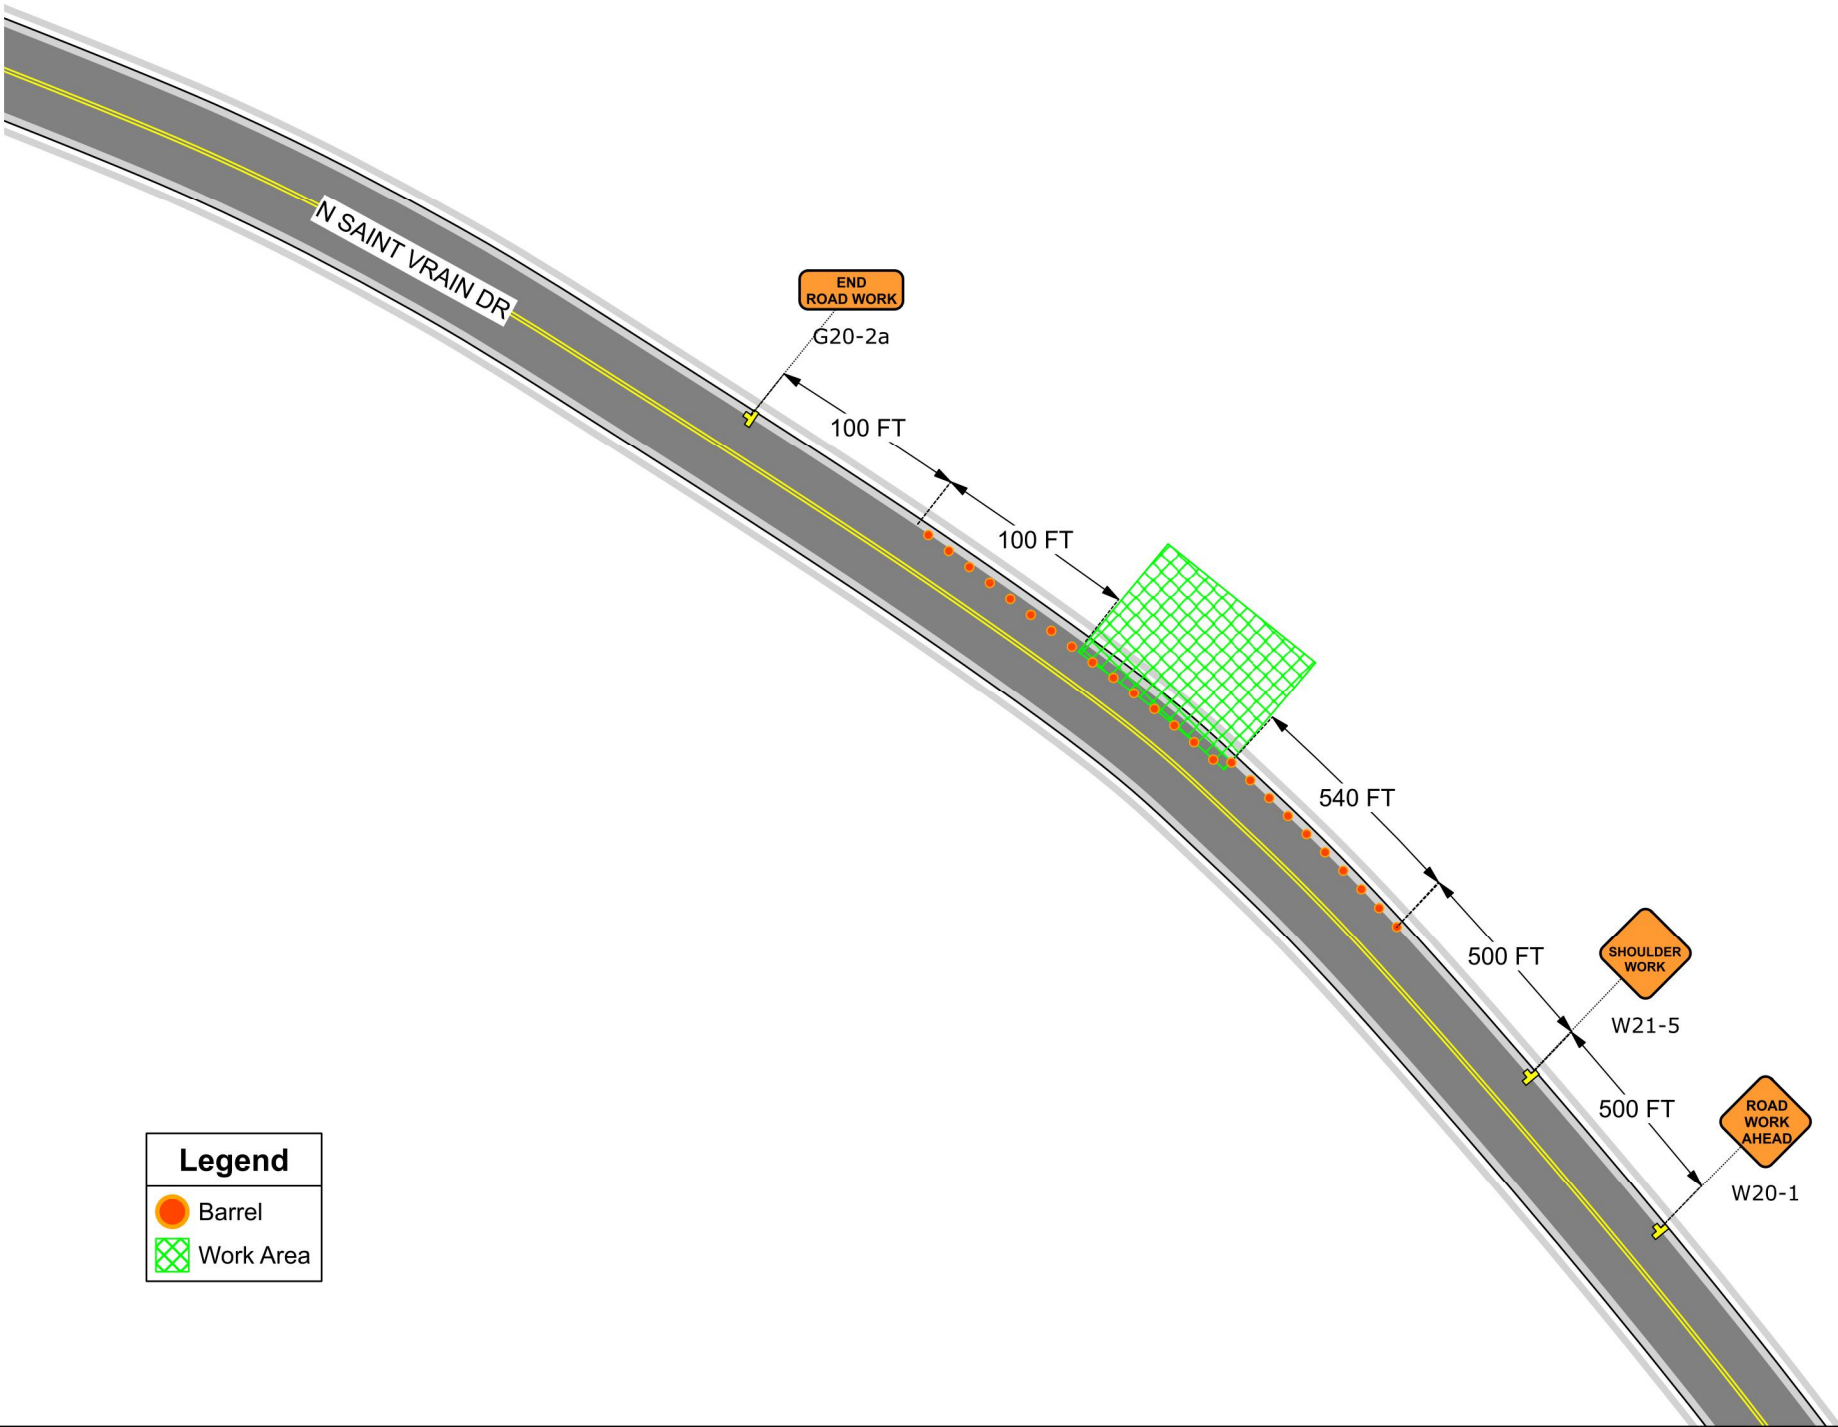 N SAINT VRAIN DR
END
ROAD WORK
G20-2a
100 FT
100 FT
540 FT
500 FT
SHOULDER
WORK
W21-5
500 FT
ROAD
WORK
AHEAD
W20-1
Legend
Barrel
Work Area